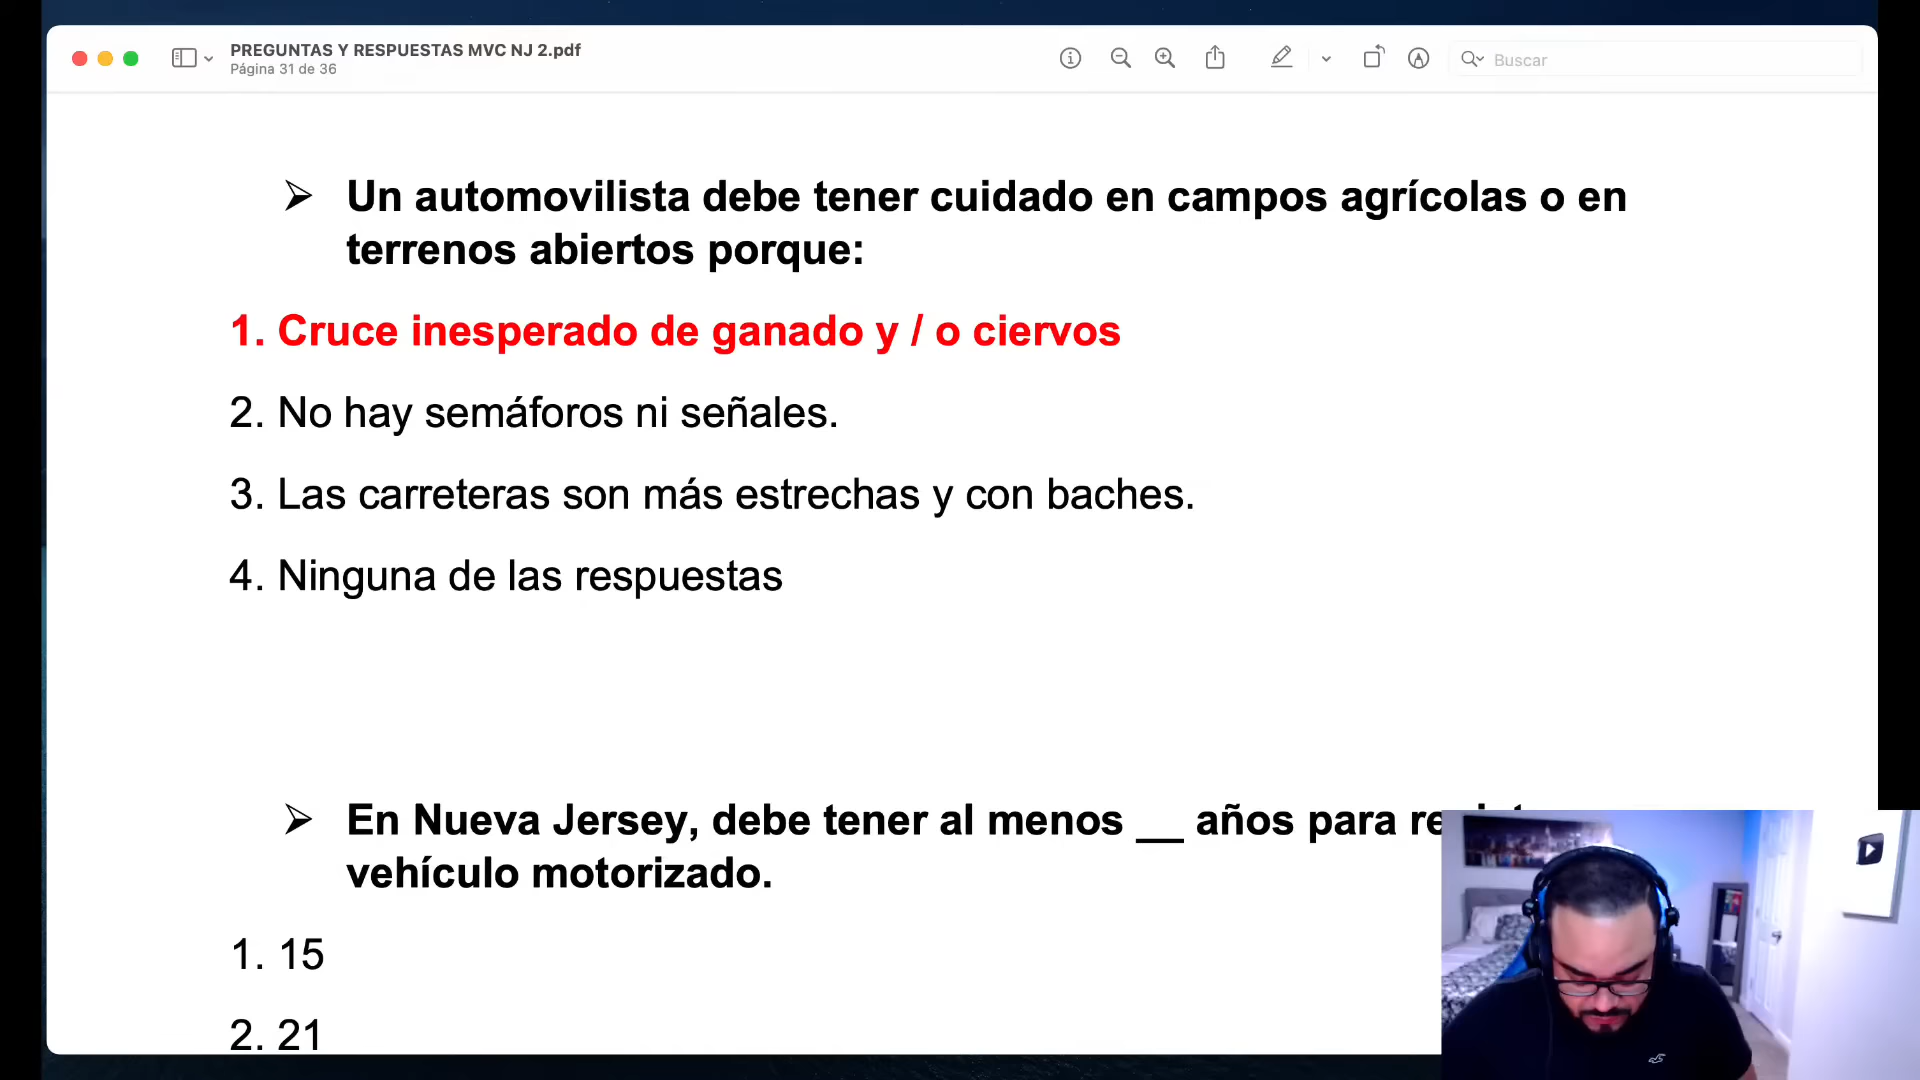 PREGUNTAS Y RESPUESTAS MVC NJ 2.pdf
Página 31 de 36
Buscar
➢ Un automovilista debe tener cuidado en campos agrícolas o en
terrenos abiertos porque:
1. Cruce inesperado de ganado y / o ciervos
2. No hay semáforos ni señales.
3. Las carreteras son más estrechas y con baches.
4. Ninguna de las respuestas
➢ En Nueva Jersey, debe tener al menos __ años para
vehículo motorizado.
1. 15
2. 21